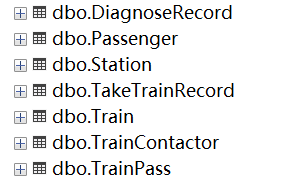 dbo.DiagnoseRecord
dbo.Passenger
dbo.Station
dbo.TakeTrainRecord
dbo.Train
dbo.TrainContactor
dbo.TrainPass